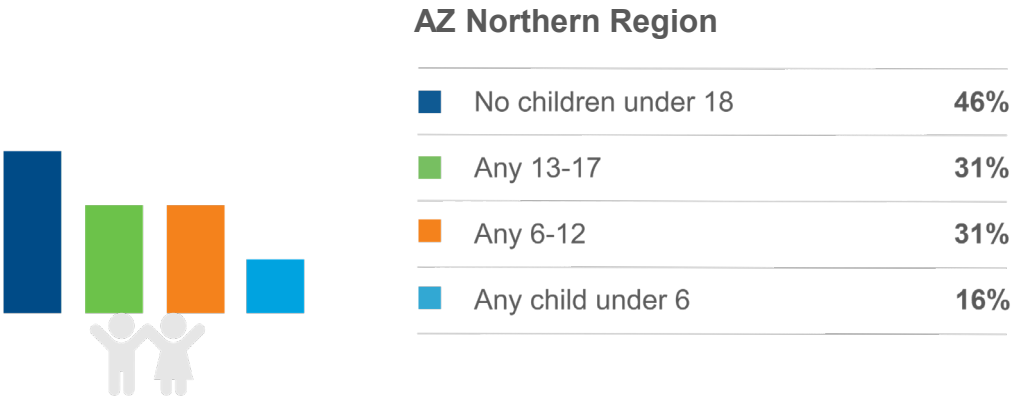 AZ Northern Region
No children under 18 46%
Any 13-17 31%
Any 6-12 31%
Any child under 6 16%